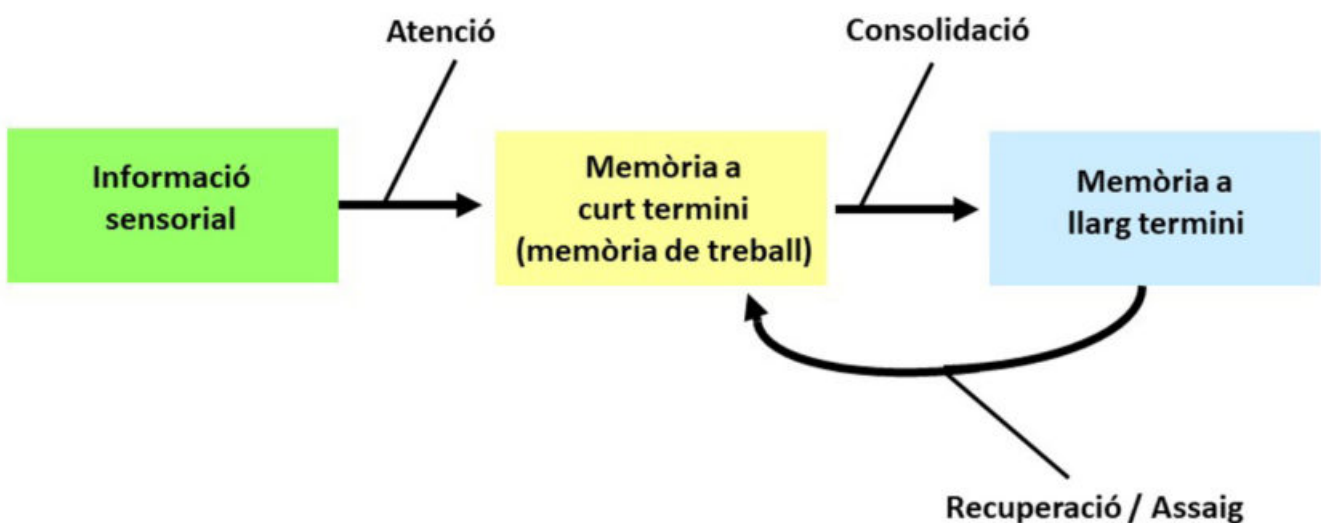 Atenció
Consolidació
Informació
sensorial
Memòria a
curt termini
(memòria de treball)
Memòria a
llarg termini
Recuperació / Assaig